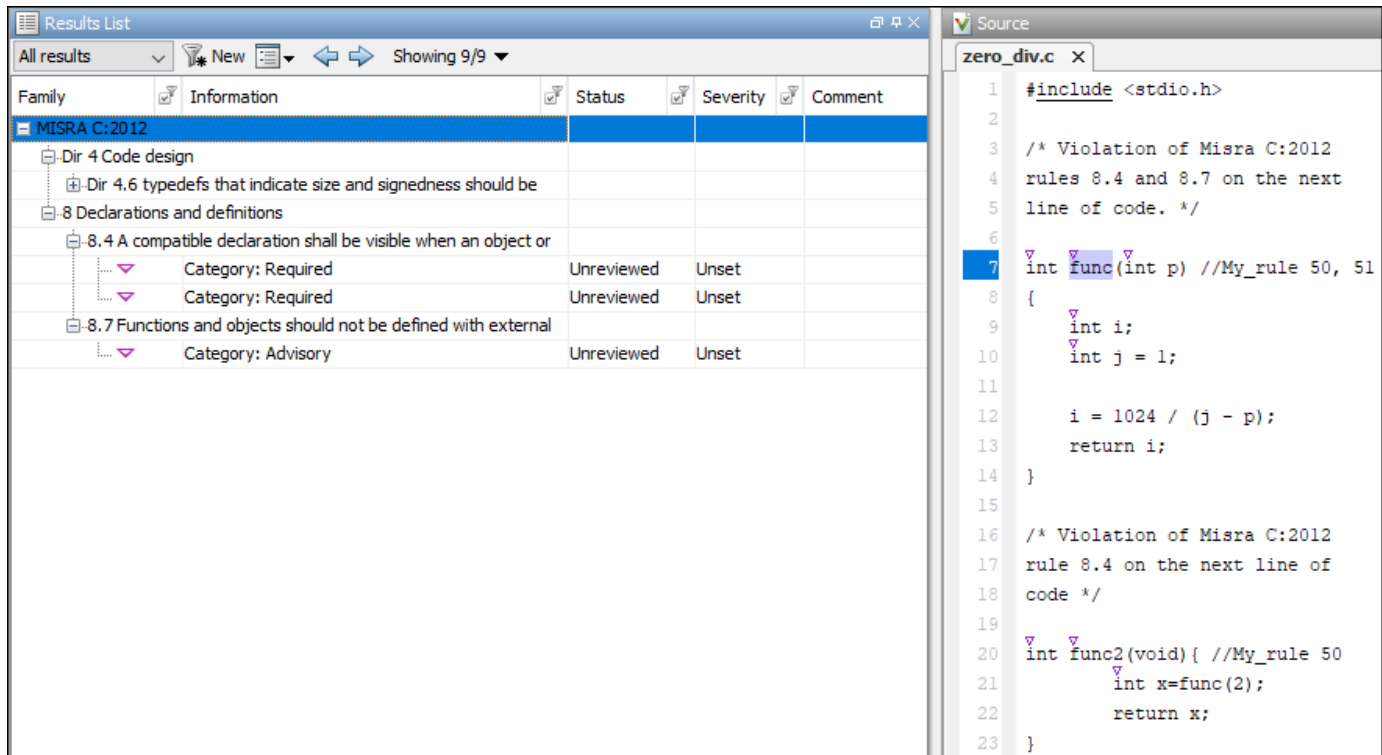 Results List
All results New Showing 9/9
Family Information Status Severity Comment
MISRA C:2012
Dir 4 Code design
Dir 4.6 typedefs that indicate size and signedness should be
8 Declarations and definitions
8.4 A compatible declaration shall be visible when an object or
Category: Required Unreviewed Unset
Category: Required Unreviewed Unset
8.7 Functions and objects should not be defined with external
Category: Advisory Unreviewed Unset
Source
zero_div.c X
1 #include <stdio.h>
2
3 /* Violation of Misra C:2012
4 rules 8.4 and 8.7 on the next
5 line of code. */
6
7 int func(int p) //My_rule 50, 51
8 {
9 int i;
10 int j = 1;
11
12 i = 1024 / (j - p);
13 return i;
14 }
15
16 /* Violation of Misra C:2012
17 rule 8.4 on the next line of
18 code */
19
20 int func2(void){ //My_rule 50
21 int x=func(2);
22 return x;
23 }